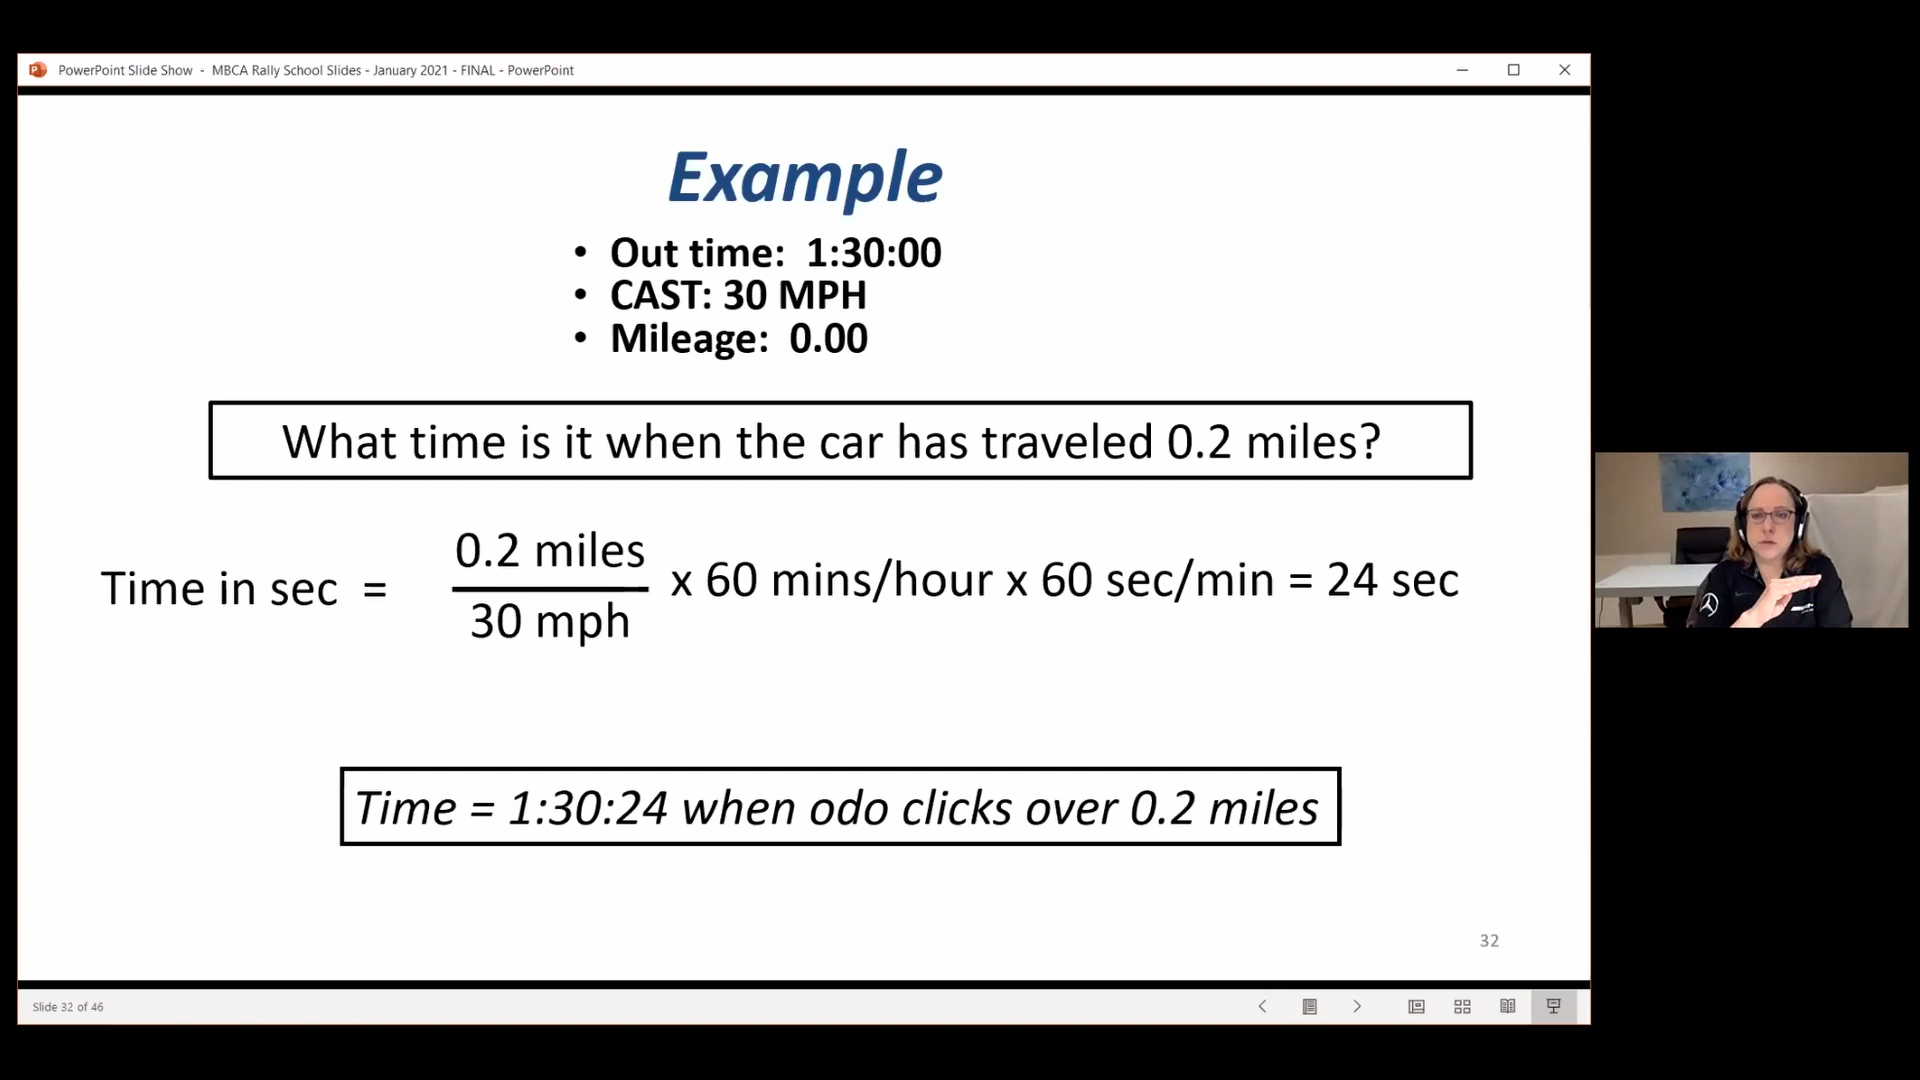 PowerPoint Slide Show - MBCA Rally School Slides - January 2021 - FINAL - PowerPoint
Example
• Out time: 1:30:00
• CAST: 30 MPH
• Mileage: 0.00
What time is it when the car has traveled 0.2 miles?
Time in sec = 0.2 miles / 30 mph x 60 mins/hour x 60 sec/min = 24 sec
Time = 1:30:24 when odo clicks over 0.2 miles
32
Slide 32 of 46